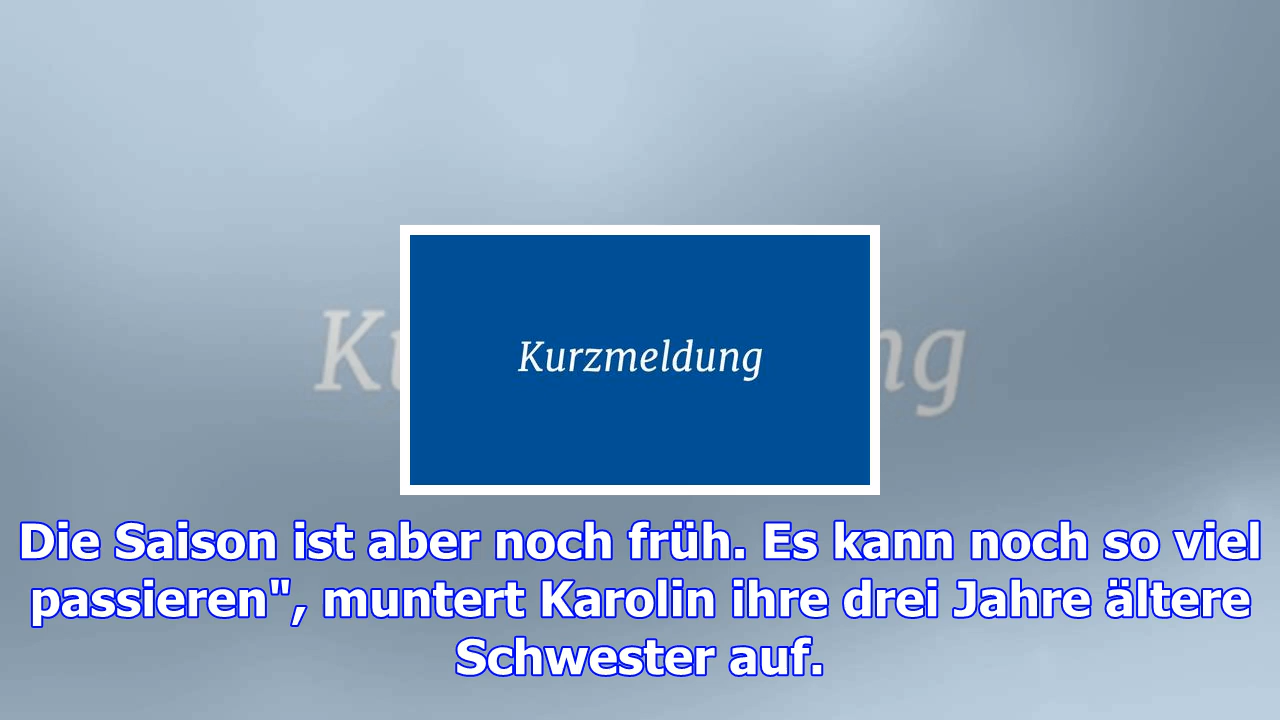 Kurzmeldung
Die Saison ist aber noch früh. Es kann noch so viel
passieren", muntert Karolin ihre drei Jahre ältere
Schwester auf.